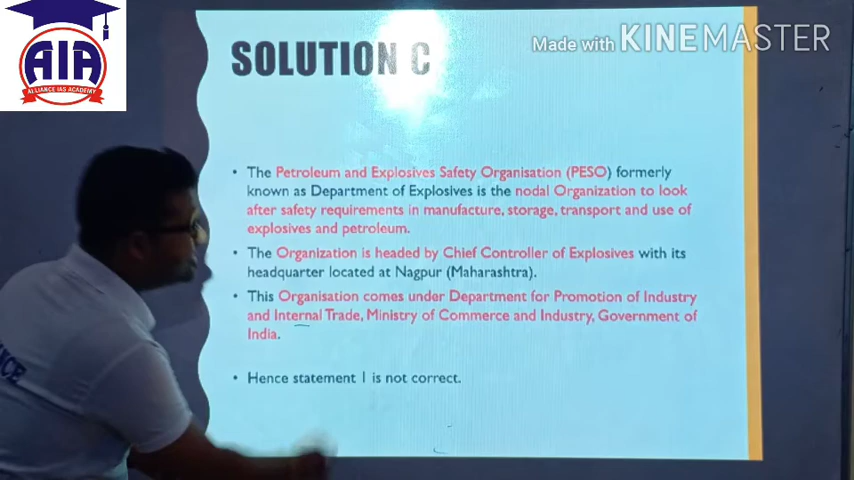 AIA
ALLIANCE IAS ACADEMY
Made with KINEMASTER
SOLUTION C
• The Petroleum and Explosives Safety Organisation (PESO) formerly
known as Department of Explosives is the nodal Organization to look
after safety requirements in manufacture, storage, transport and use of
explosives and petroleum.
• The Organization is headed by Chief Controller of Explosives with its
headquarter located at Nagpur (Maharashtra).
• This Organisation comes under Department for Promotion of Industry
and Internal Trade, Ministry of Commerce and Industry, Government of
India.
• Hence statement 1 is not correct.